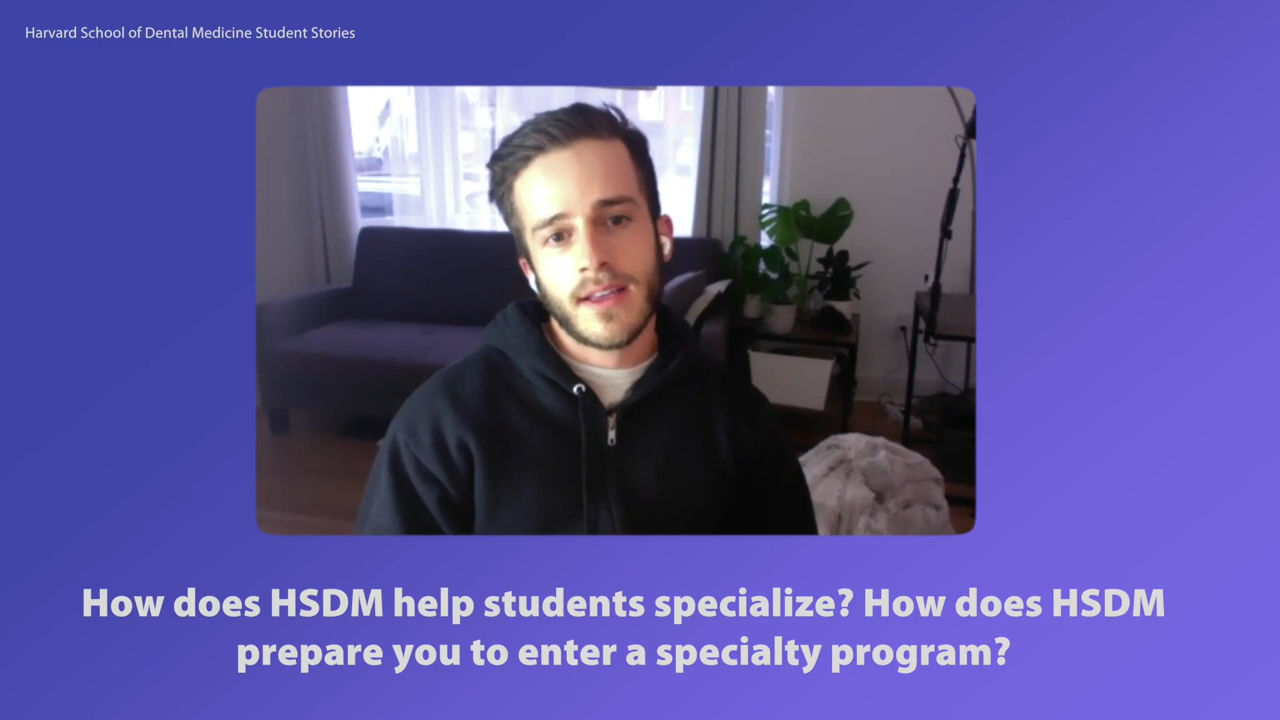 Harvard School of Dental Medicine Student Stories
How does HSDM help students specialize? How does HSDM
prepare you to enter a specialty program?